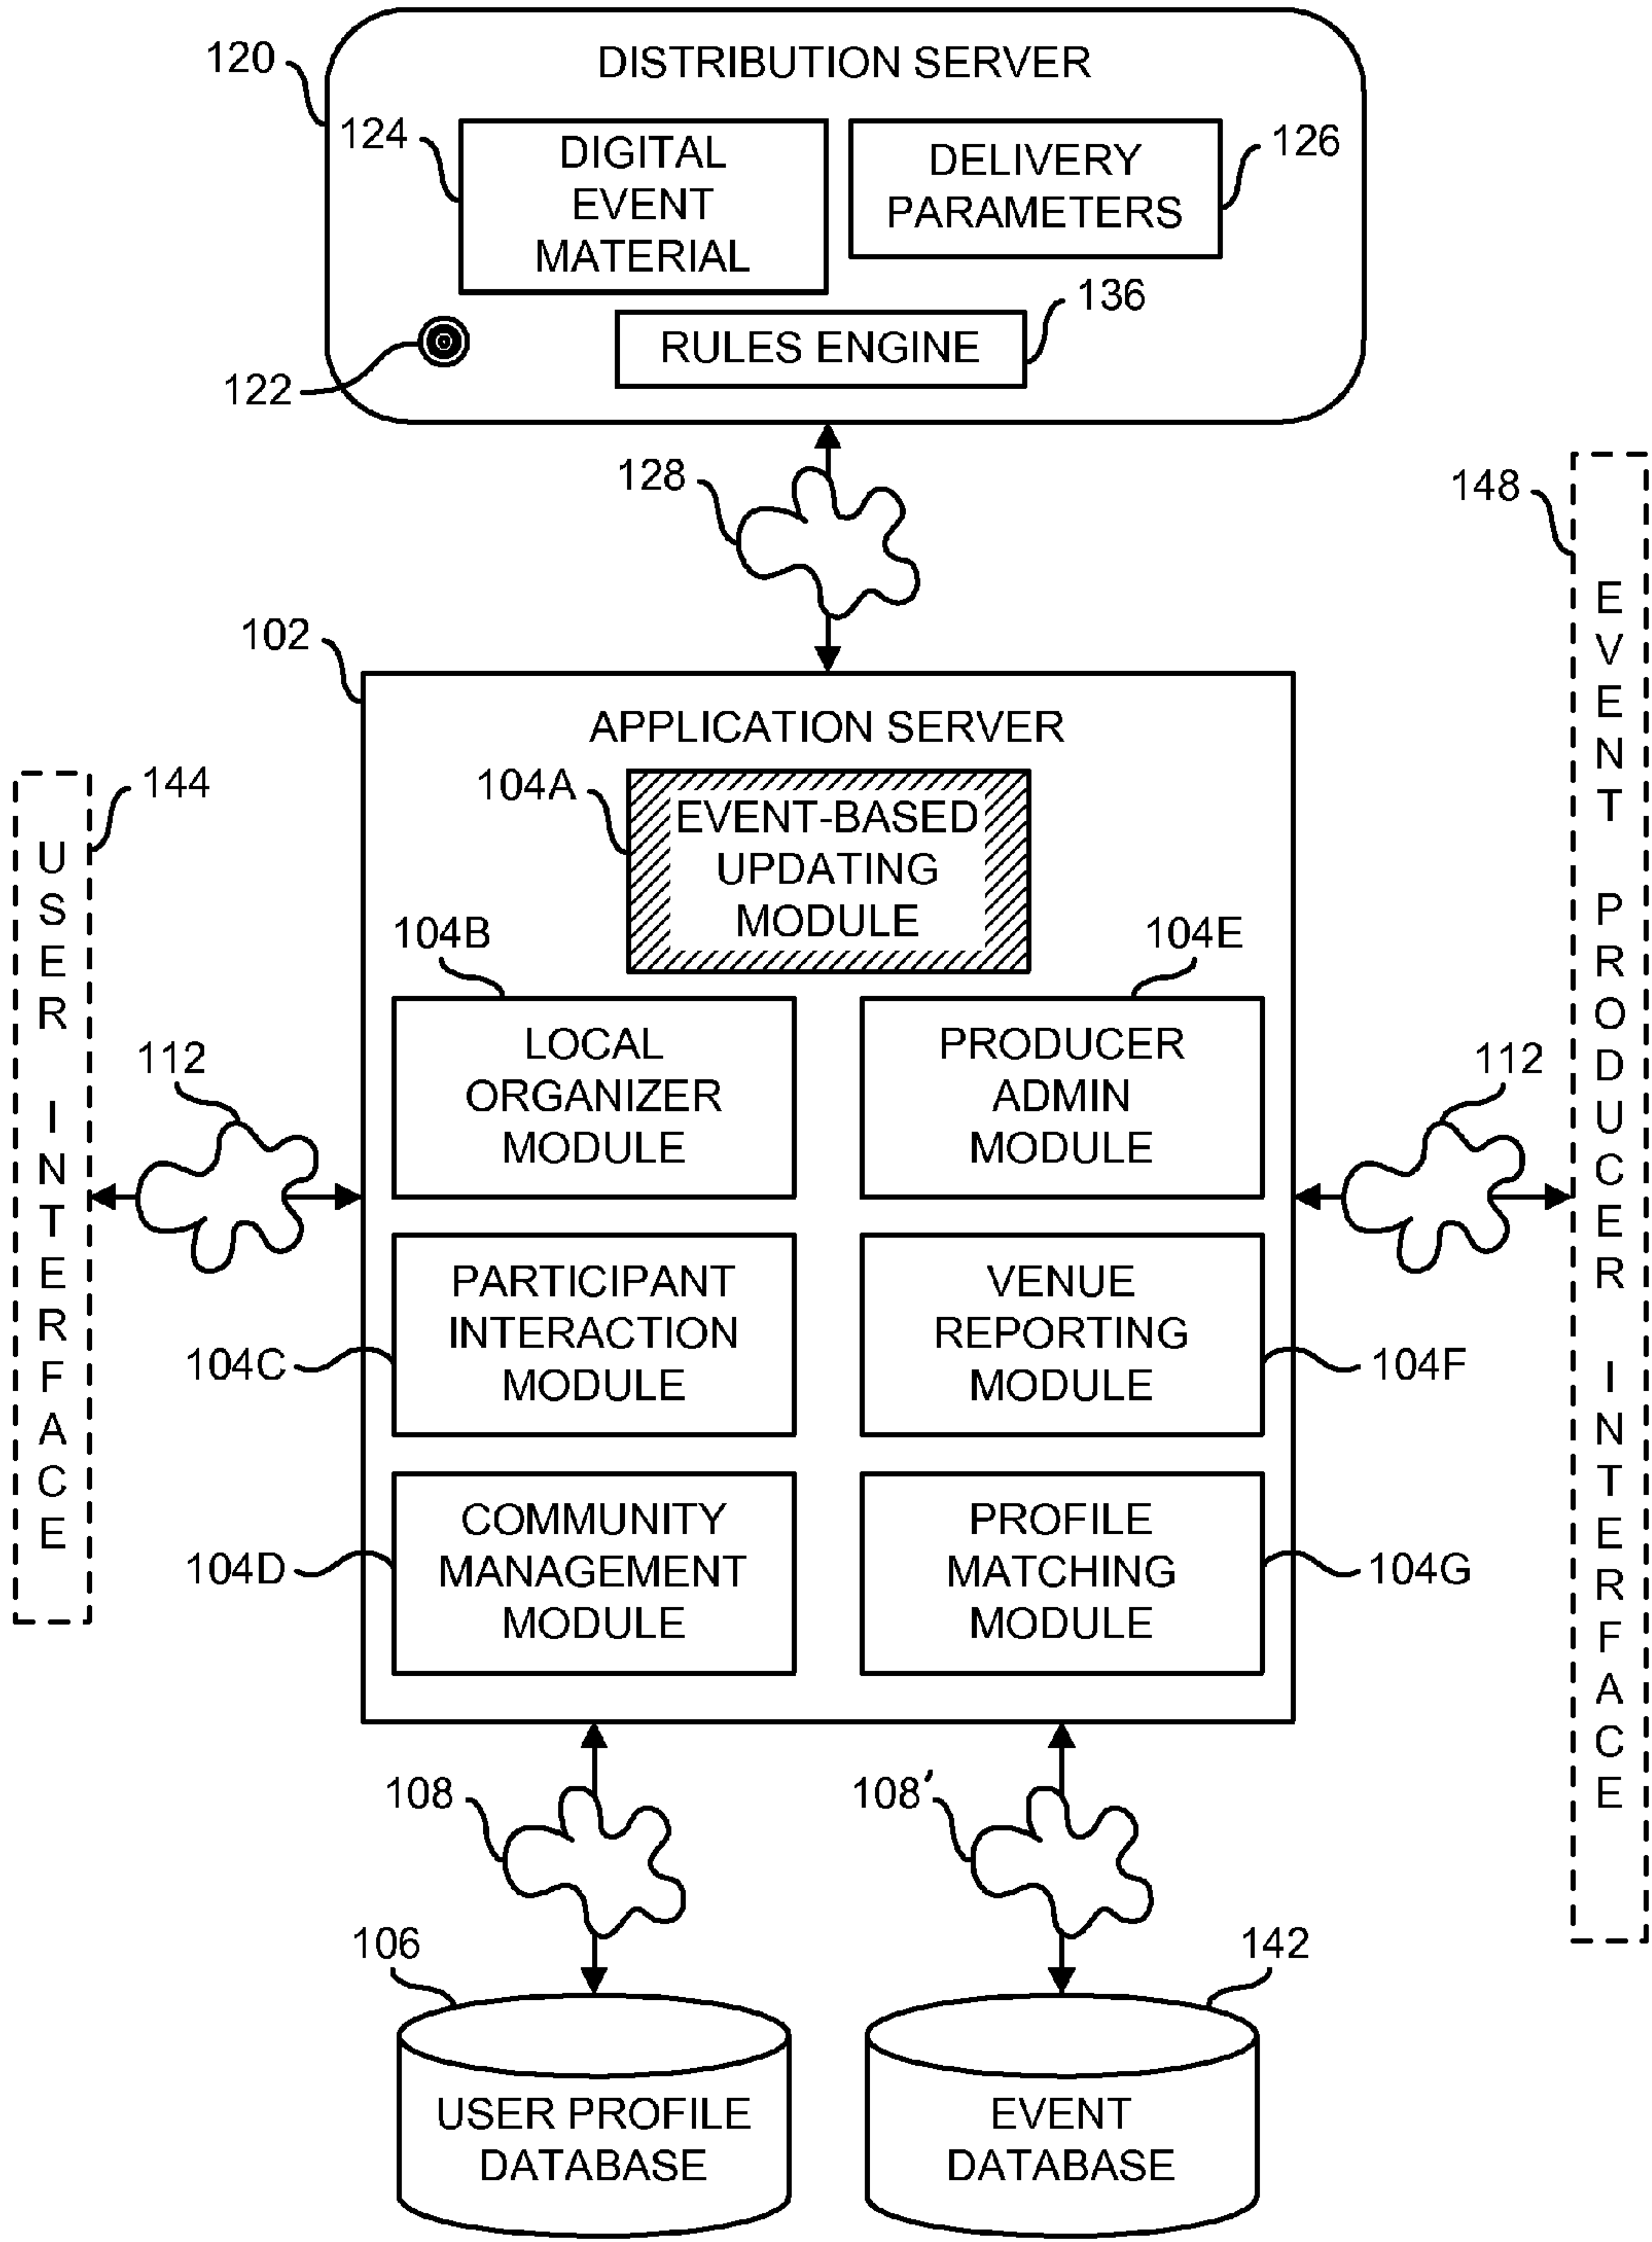 DISTRIBUTION SERVER
120
124
DIGITAL
EVENT
MATERIAL
DELIVERY
PARAMETERS
126
136
RULES ENGINE
122
128
148
102
APPLICATION SERVER
144
104A
EVENT-BASED
UPDATING
MODULE
104B
104E
LOCAL
ORGANIZER
MODULE
PRODUCER
ADMIN
MODULE
112
112
PARTICIPANT
INTERACTION
MODULE
VENUE
REPORTING
MODULE
104C
104F
COMMUNITY
MANAGEMENT
MODULE
PROFILE
MATCHING
MODULE
104D
104G
USER INTERFACE
EVENT PRODUCER INTERFACE
108
108'
106
142
USER PROFILE
DATABASE
EVENT
DATABASE